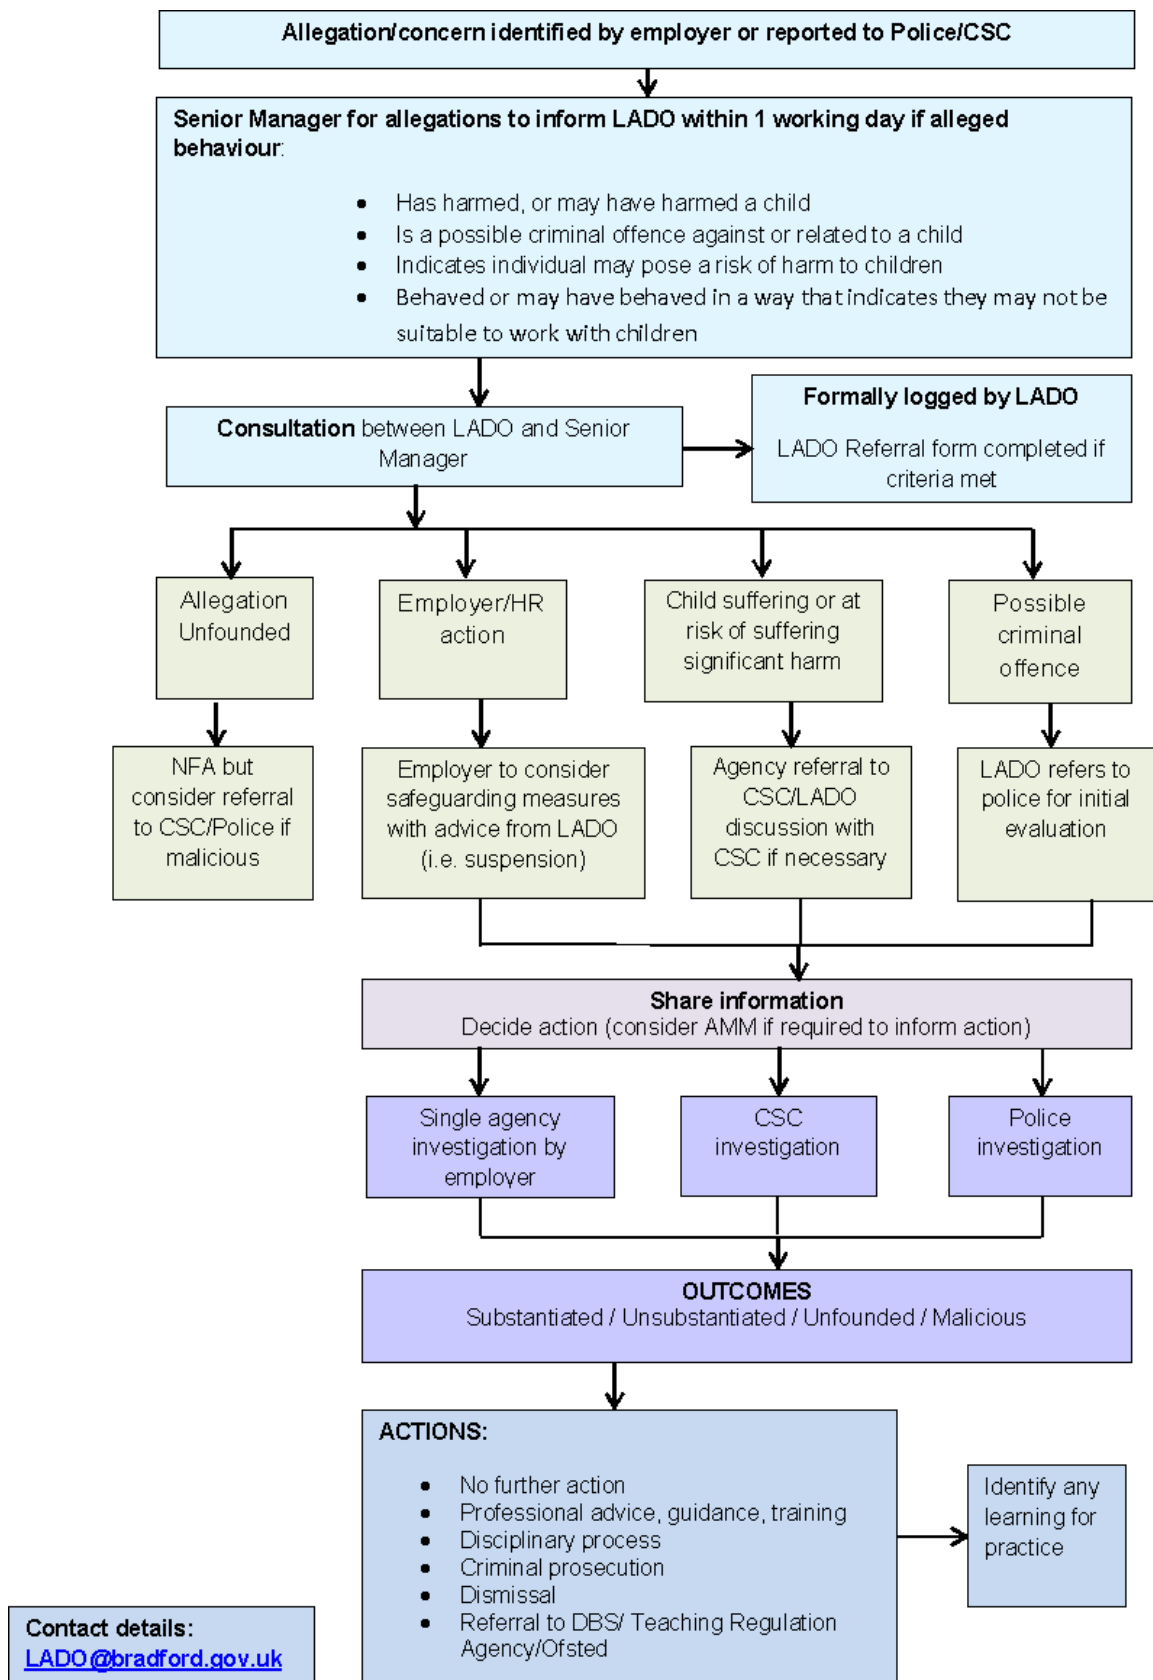 Allegation/concern identified by employer or reported to Police/CSC
Senior Manager for allegations to inform LADO within 1 working day if alleged
behaviour:
• Has harmed, or may have harmed a child
• Is a possible criminal offence against or related to a child
• Indicates individual may pose a risk of harm to children
• Behaved or may have behaved in a way that indicates they may not be
suitable to work with children
Consultation between LADO and Senior
Manager
Formally logged by LADO
LADO Referral form completed if
criteria met
Allegation
Unfounded
Employer/HR
action
Child suffering or at
risk of suffering
significant harm
Possible
criminal
offence
NFA but
consider referral
to CSC/Police if
malicious
Employer to consider
safeguarding measures
with advice from LADO
(i.e. suspension)
Agency referral to
CSC/LADO
discussion with
CSC if necessary
LADO refers to
police for initial
evaluation
Share information
Decide action (consider AMM if required to inform action)
Single agency
investigation by
employer
CSC
investigation
Police
investigation
OUTCOMES
Substantiated / Unsubstantiated / Unfounded / Malicious
ACTIONS:
• No further action
• Professional advice, guidance, training
• Disciplinary process
• Criminal prosecution
• Dismissal
• Referral to DBS/ Teaching Regulation
Agency/Ofsted
Identify any
learning for
practice
Contact details:
LADO@bradford.gov.uk